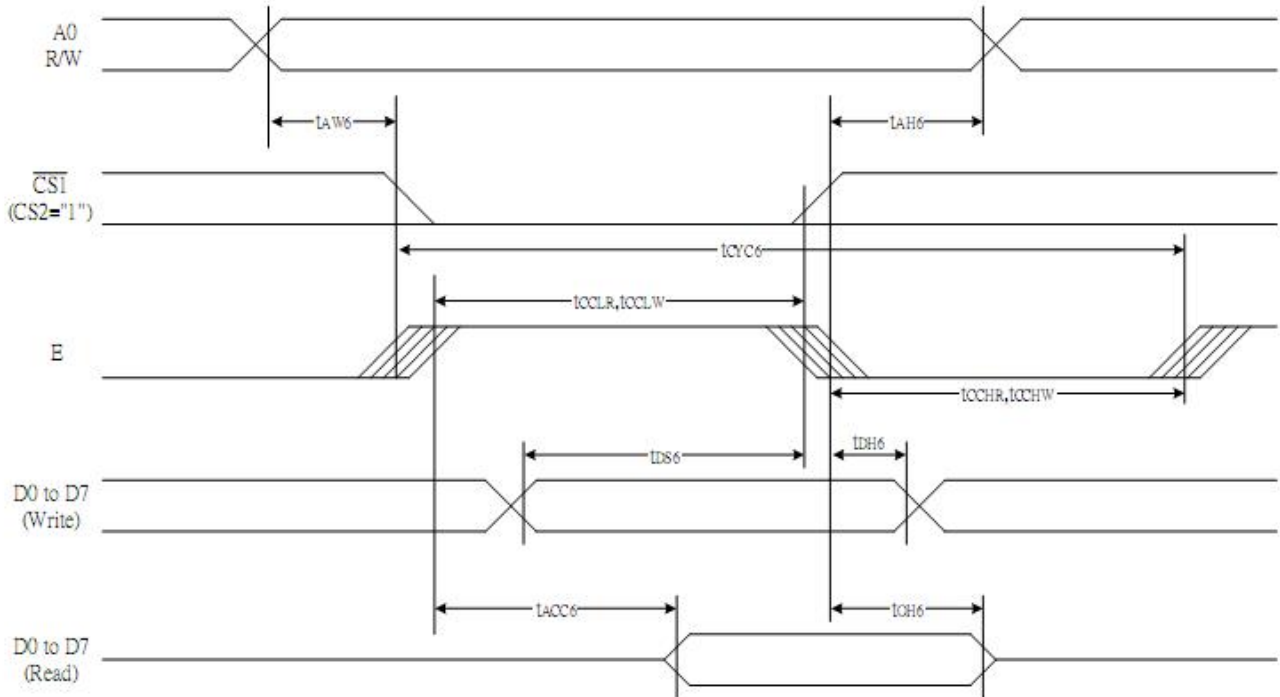 A0
R/W
tAW6
tAH6
CS1
(CS2="1")
tCYC6
tCCLR,tCCLW
E
tCCHR,tCCHW
tDS6
tDH6
D0 to D7
(Write)
tACC6
tOH6
D0 to D7
(Read)